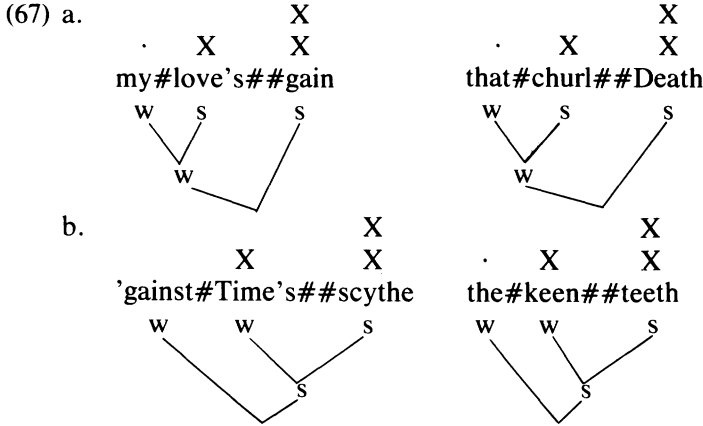 (67) a. X X
. X X . X X
my#love's##gain that#churl##Death
w s s w s s
w w
b. X X
X X . X X
'gainst#Time's##scythe the#keen##teeth
w w s w w s
s s